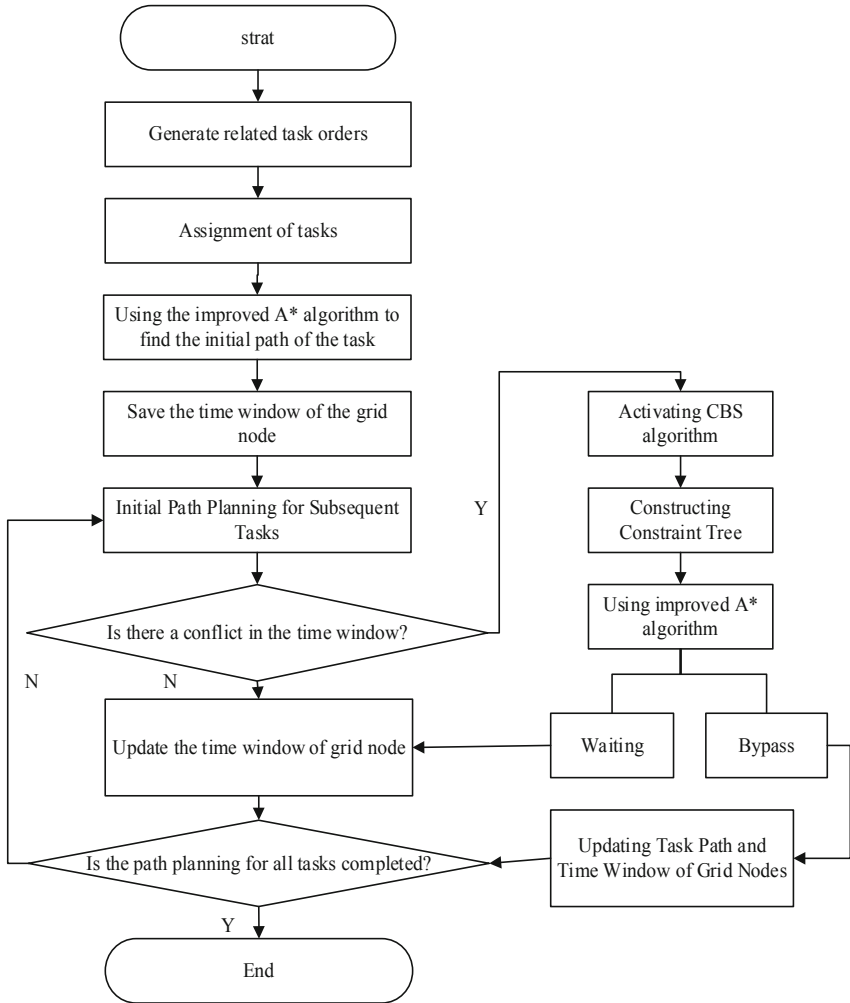 strat
Generate related task orders
Assignment of tasks
Using the improved A* algorithm to
find the initial path of the task
Save the time window of the grid
node
Initial Path Planning for Subsequent
Tasks
Is there a conflict in the time window?
Y
N
N
Update the time window of grid node
Is the path planning for all tasks completed?
Y
End
Activating CBS
algorithm
Constructing
Constraint Tree
Using improved A*
algorithm
Waiting
Bypass
Updating Task Path and
Time Window of Grid Nodes